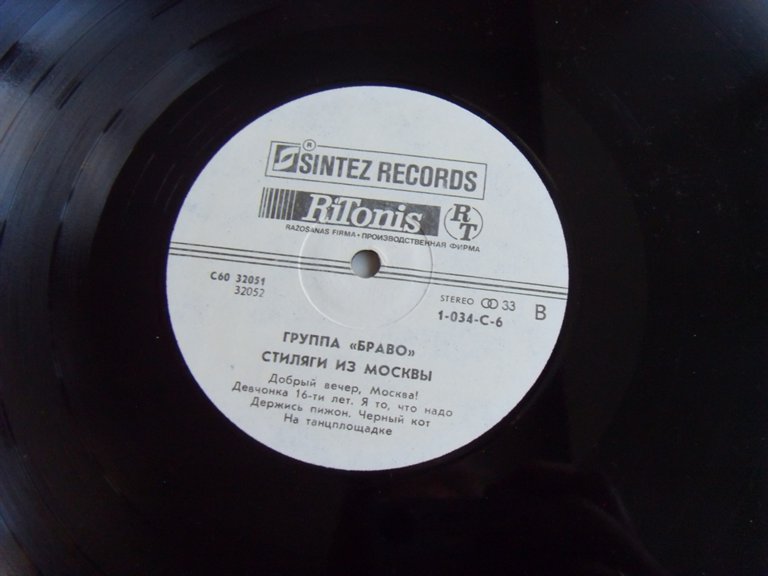 ®
SINTEZ RECORDS
RiTonis RT
RAŽOŠANAS FIRMA • ПРОИЗВОДСТВЕННАЯ ФИРМА
С60 32051
32052
STEREO 33
1-034-C-6
B
ГРУППА «БРАВО»
СТИЛЯГИ ИЗ МОСКВЫ
Добрый вечер, Москва!
Девчонка 16-ти лет. Я то, что надо
Держись пижон. Черный кот
На танцплощадке